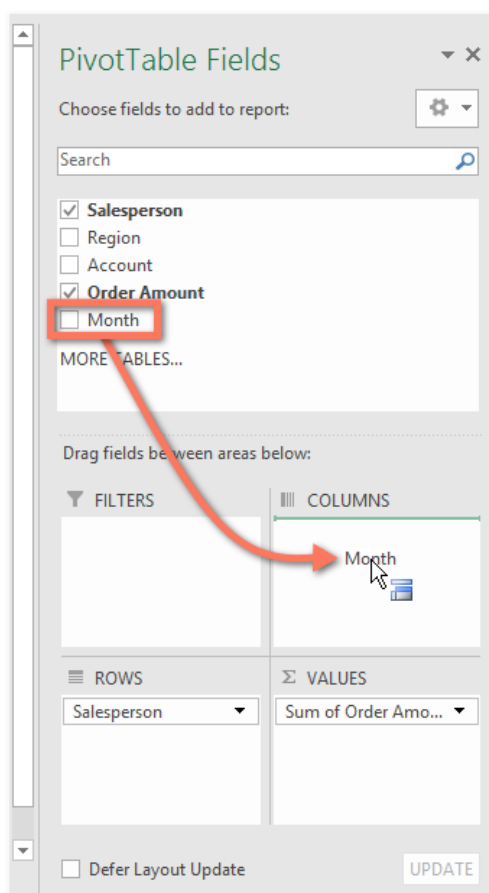 PivotTable Fields
Choose fields to add to report:
Search
Salesperson
Region
Account
Order Amount
Month
MORE TABLES...
Drag fields between areas below:
FILTERS
COLUMNS
Month
ROWS
Σ VALUES
Salesperson
Sum of Order Amo...
Defer Layout Update
UPDATE